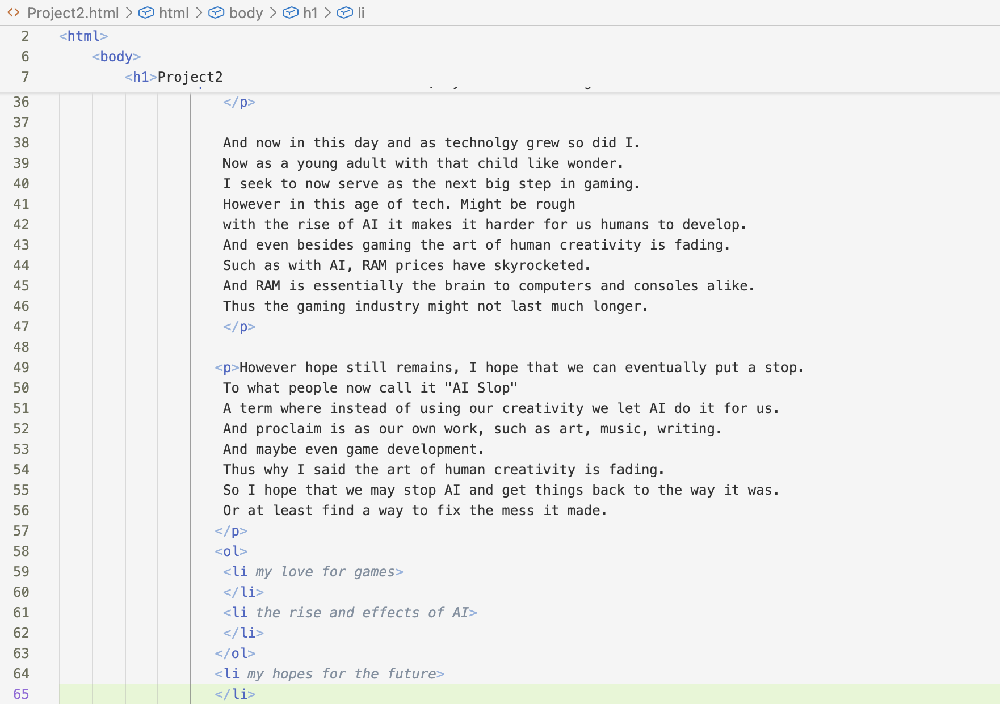 Project2.html > html > body > h1 > li
2 <html>
6 <body>
7 <h1>Project2
36 </p>
37
38 And now in this day and as technolgy grew so did I.
39 Now as a young adult with that child like wonder.
40 I seek to now serve as the next big step in gaming.
41 However in this age of tech. Might be rough
42 with the rise of AI it makes it harder for us humans to develop.
43 And even besides gaming the art of human creativity is fading.
44 Such as with AI, RAM prices have skyrocketed.
45 And RAM is essentially the brain to computers and consoles alike.
46 Thus the gaming industry might not last much longer.
47 </p>
48
49 <p>However hope still remains, I hope that we can eventually put a stop.
50 To what people now call it "AI Slop"
51 A term where instead of using our creativity we let AI do it for us.
52 And proclaim is as our own work, such as art, music, writing.
53 And maybe even game development.
54 Thus why I said the art of human creativity is fading.
55 So I hope that we may stop AI and get things back to the way it was.
56 Or at least find a way to fix the mess it made.
57 </p>
58 <ol>
59 <li my love for games>
60 </li>
61 <li the rise and effects of AI>
62 </li>
63 </ol>
64 <li my hopes for the future>
65 </li>